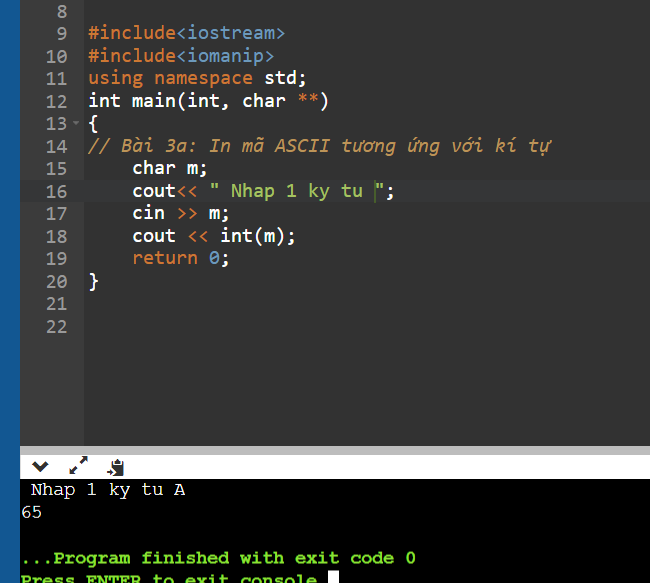 8
9 #include<iostream>
10 #include<iomanip>
11 using namespace std;
12 int main(int, char **)
13 {
14 // Bài 3a: In mã ASCII tương ứng với kí tự
15 char m;
16 cout<< " Nhap 1 ky tu ";
17 cin >> m;
18 cout << int(m);
19 return 0;
20 }
21
22
Nhap 1 ky tu A
65
...Program finished with exit code 0
Press ENTER to exit console.